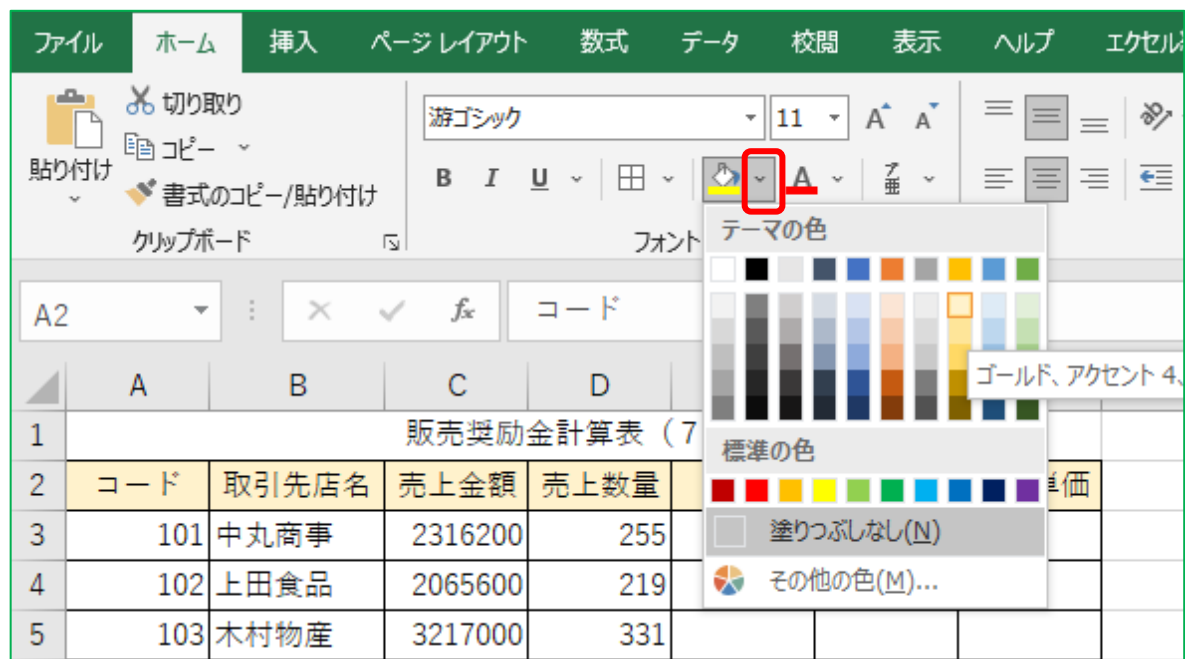 ファイル ホーム 挿入 ページ レイアウト 数式 データ 校閲 表示 ヘルプ エクセル
切り取り
コピー
書式のコピー/貼り付け
貼り付け
クリップボード
游ゴシック 11 A A
B I U A ア亜
フォント
テーマの色
ゴールド、アクセント 4、
標準の色
塗りつぶしなし(N)
その他の色(M)...
A2 fx コード
A B C D
1 販売奨励金計算表（7
2 コード 取引先店名 売上金額 売上数量 単価
3 101 中丸商事 2316200 255
4 102 上田食品 2065600 219
5 103 木村物産 3217000 331